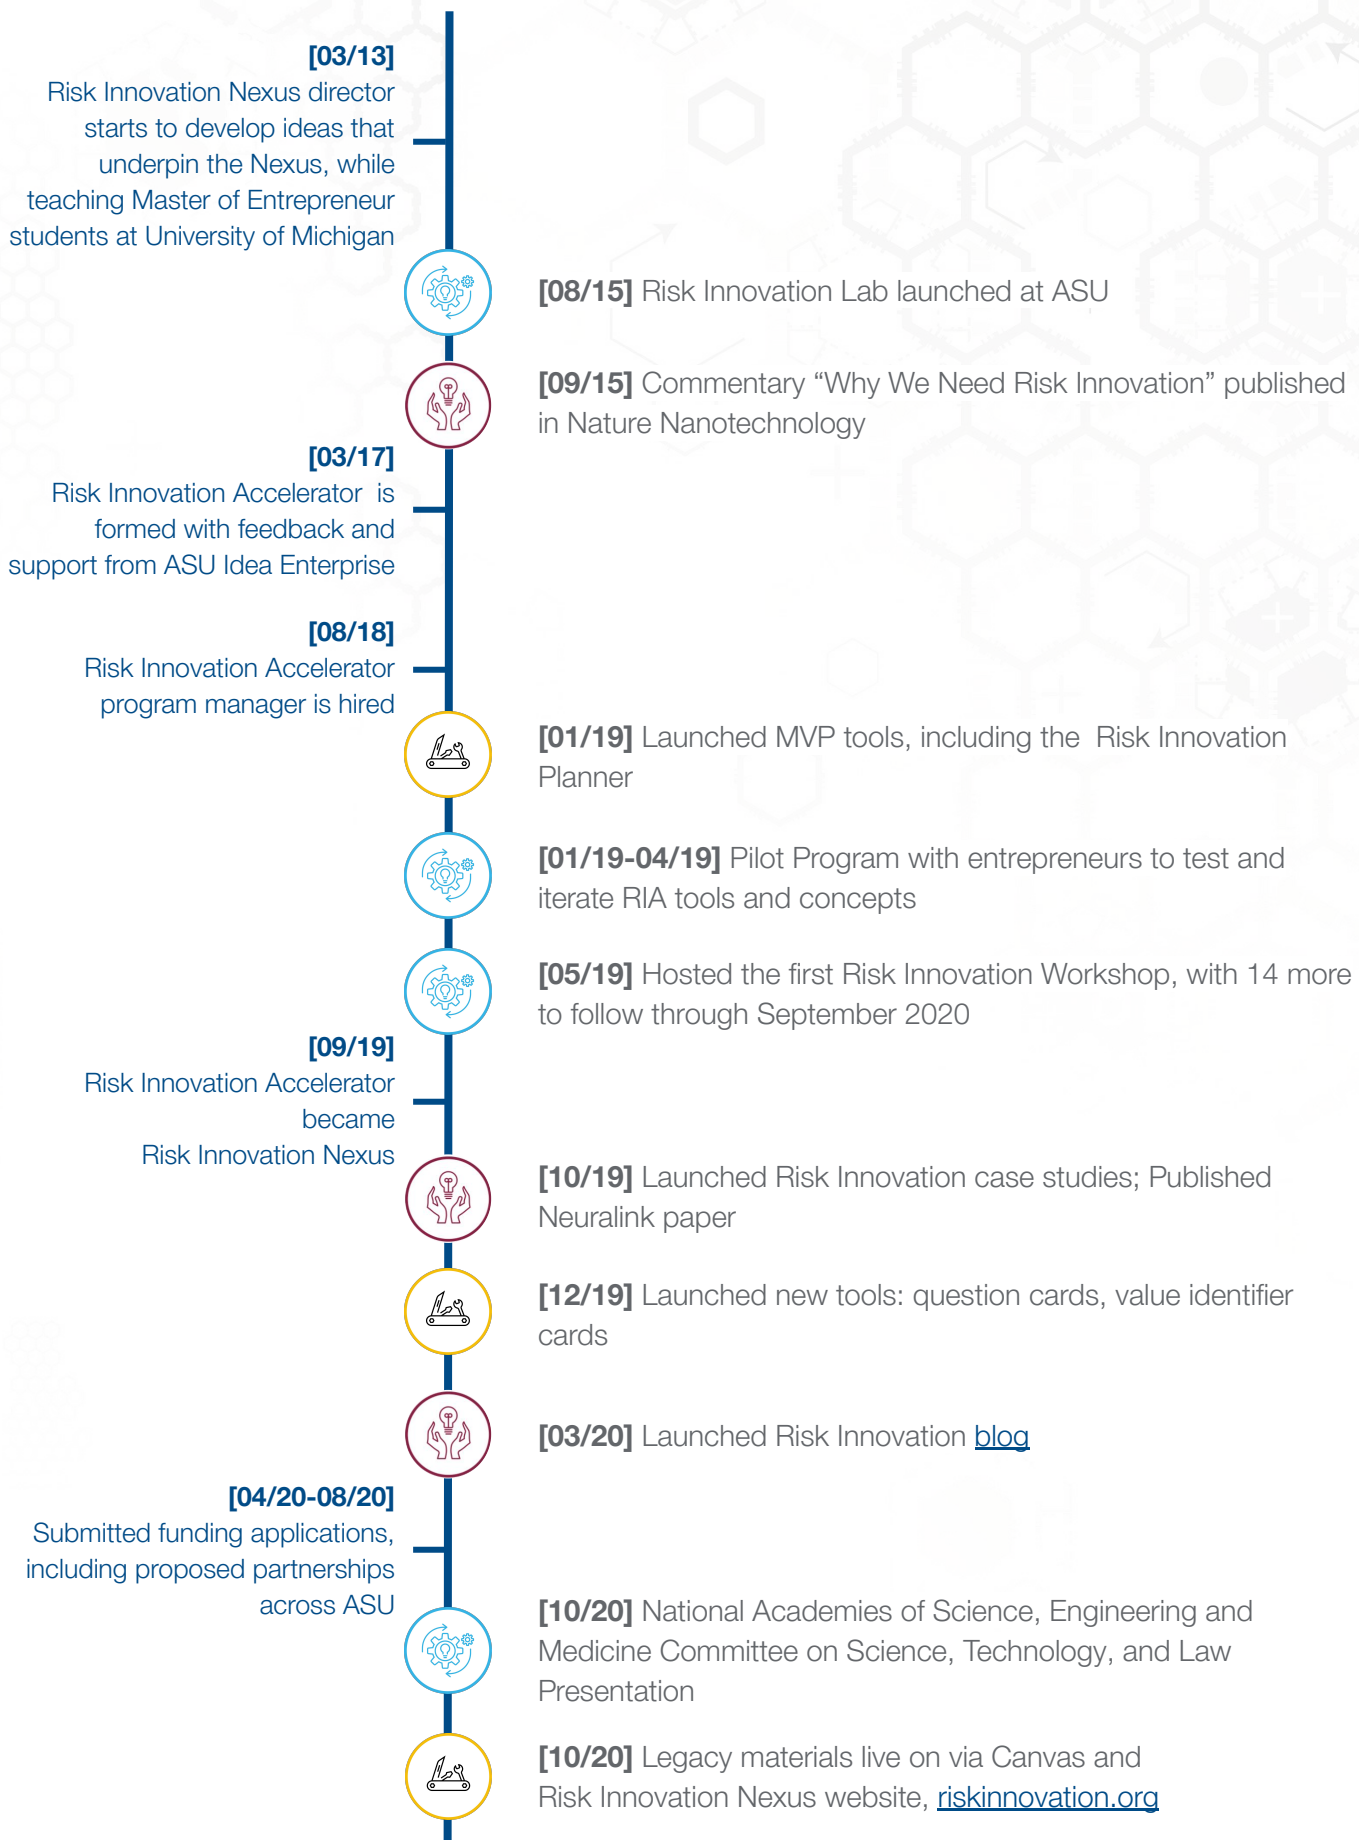 [03/13]
Risk Innovation Nexus director
starts to develop ideas that
underpin the Nexus, while
teaching Master of Entrepreneur
students at University of Michigan
[08/15] Risk Innovation Lab launched at ASU
[09/15] Commentary “Why We Need Risk Innovation” published
in Nature Nanotechnology
[03/17]
Risk Innovation Accelerator is
formed with feedback and
support from ASU Idea Enterprise
[08/18]
Risk Innovation Accelerator
program manager is hired
[01/19] Launched MVP tools, including the Risk Innovation
Planner
[01/19-04/19] Pilot Program with entrepreneurs to test and
iterate RIA tools and concepts
[05/19] Hosted the first Risk Innovation Workshop, with 14 more
to follow through September 2020
[09/19]
Risk Innovation Accelerator
became
Risk Innovation Nexus
[10/19] Launched Risk Innovation case studies; Published
Neuralink paper
[12/19] Launched new tools: question cards, value identifier
cards
[03/20] Launched Risk Innovation blog
[04/20-08/20]
Submitted funding applications,
including proposed partnerships
across ASU
[10/20] National Academies of Science, Engineering and
Medicine Committee on Science, Technology, and Law
Presentation
[10/20] Legacy materials live on via Canvas and
Risk Innovation Nexus website, riskinnovation.org